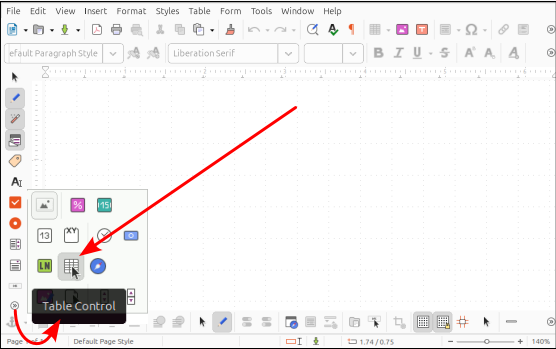 File Edit View Insert Format Styles Table Form Tools Window Help
efault Paragraph Style Liberation Serif B I U S A A A
A
% (15)
13 XY
LN
Table Control
Page Default Page Style 1.74 / 0.75 140%